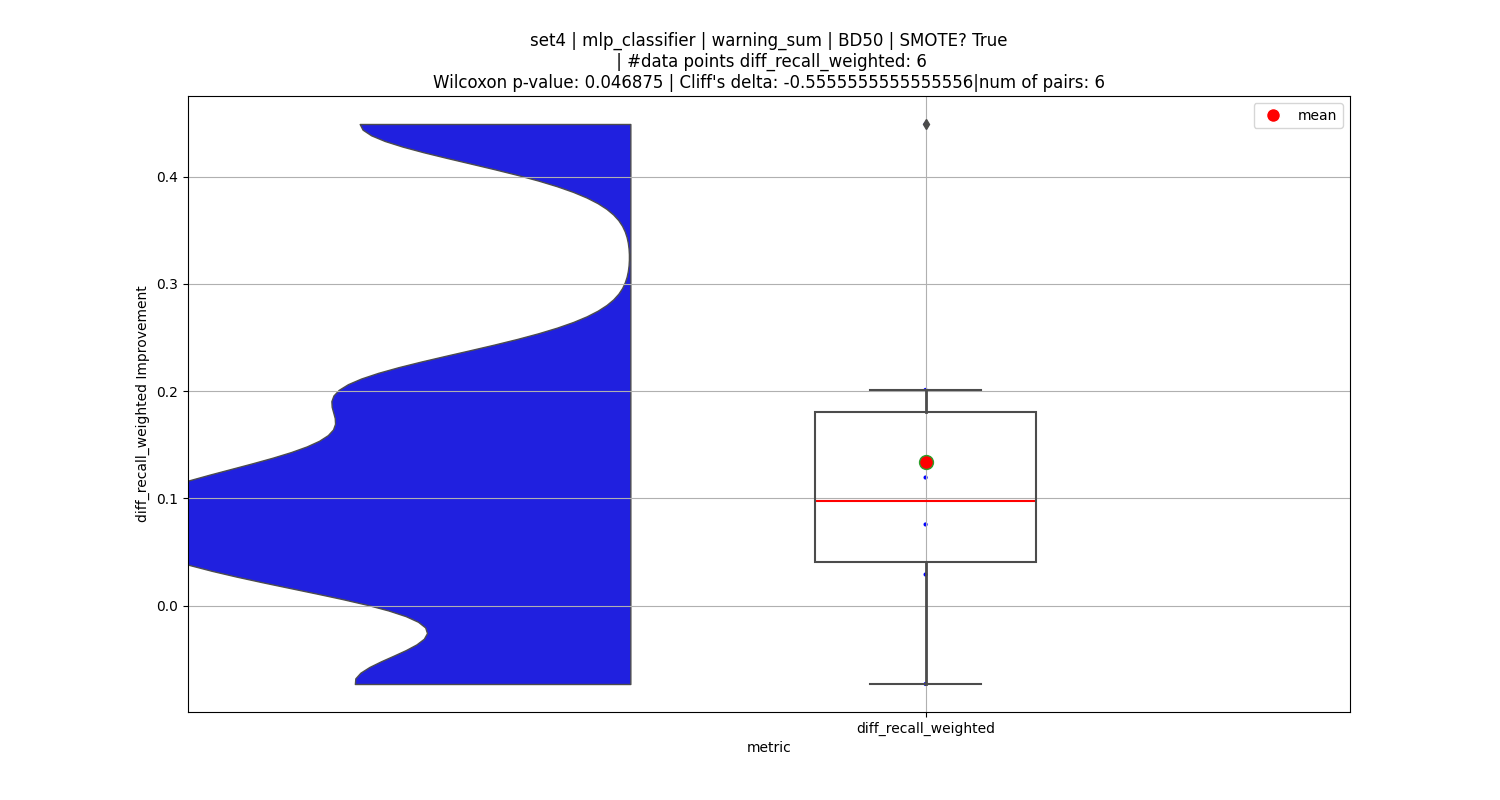 set4 | mlp_classifier | warning_sum | BD50 | SMOTE? True
| #data points diff_recall_weighted: 6
Wilcoxon p-value: 0.046875 | Cliff's delta: -0.5555555555555556|num of pairs: 6
mean
0.4
0.3
0.2
0.1
0.0
diff_recall_weighted Improvement
diff_recall_weighted
metric